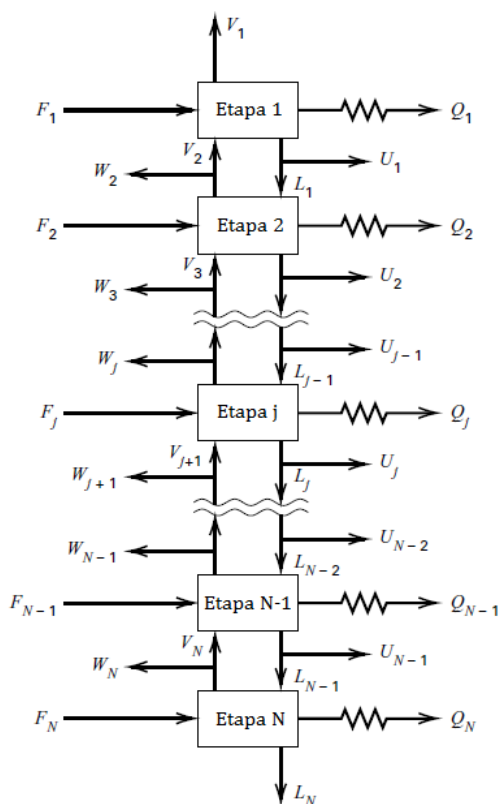 V1
F1 Etapa 1 Q1
V2 U1
W2 L1
F2 Etapa 2 Q2
V3 U2
W3
Wj Uj−1
Lj−1
Fj Etapa j Qj
Vj+1 Uj
Wj+1 Lj
WN−1 UN−2
LN−2
FN−1 Etapa N-1 QN−1
VN UN−1
WN LN−1
FN Etapa N QN
LN